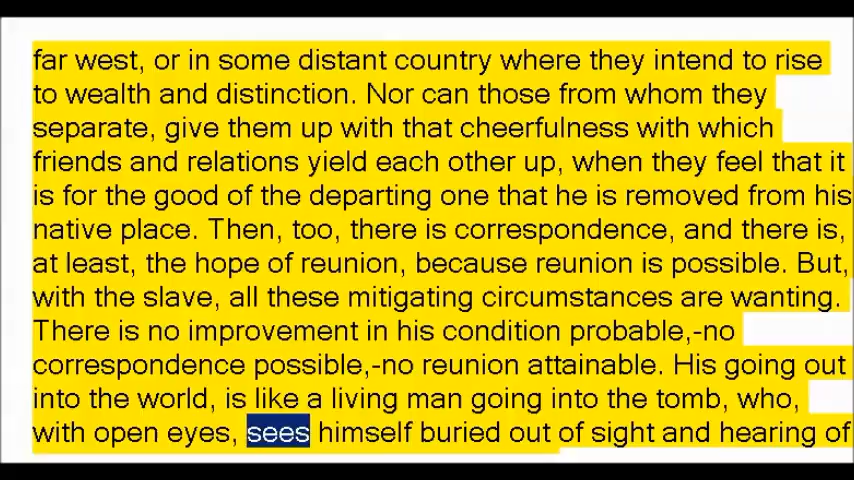 far west, or in some distant country where they intend to rise
to wealth and distinction. Nor can those from whom they
separate, give them up with that cheerfulness with which
friends and relations yield each other up, when they feel that it
is for the good of the departing one that he is removed from his
native place. Then, too, there is correspondence, and there is,
at least, the hope of reunion, because reunion is possible. But,
with the slave, all these mitigating circumstances are wanting.
There is no improvement in his condition probable,-no
correspondence possible,-no reunion attainable. His going out
into the world, is like a living man going into the tomb, who,
with open eyes, sees himself buried out of sight and hearing of